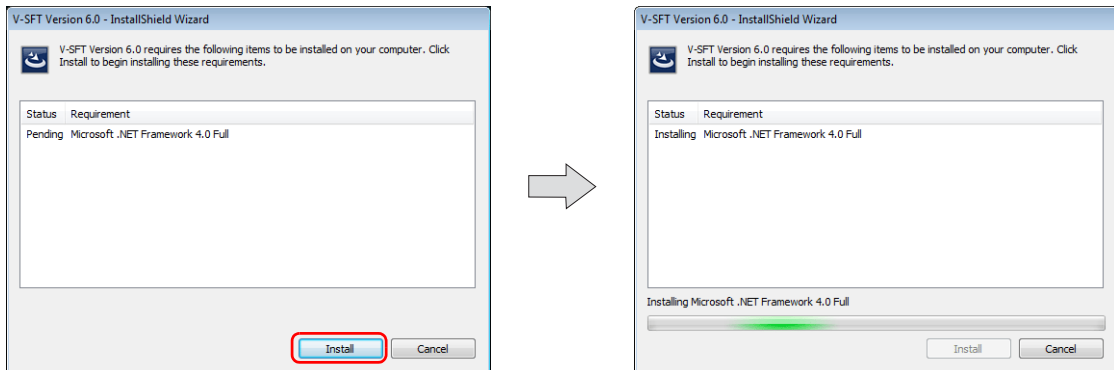 V-SFT Version 6.0 - InstallShield Wizard
V-SFT Version 6.0 requires the following items to be installed on your computer. Click
Install to begin installing these requirements.
Status Requirement
Pending Microsoft .NET Framework 4.0 Full
Install Cancel
V-SFT Version 6.0 - InstallShield Wizard
V-SFT Version 6.0 requires the following items to be installed on your computer. Click
Install to begin installing these requirements.
Status Requirement
Installing Microsoft .NET Framework 4.0 Full
Installing Microsoft .NET Framework 4.0 Full
Install Cancel